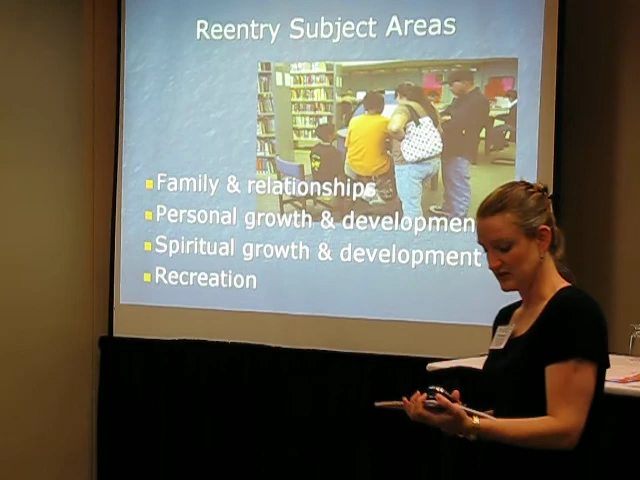 Reentry Subject Areas
Family & relationships
Personal growth & developmen
Spiritual growth & development
Recreation